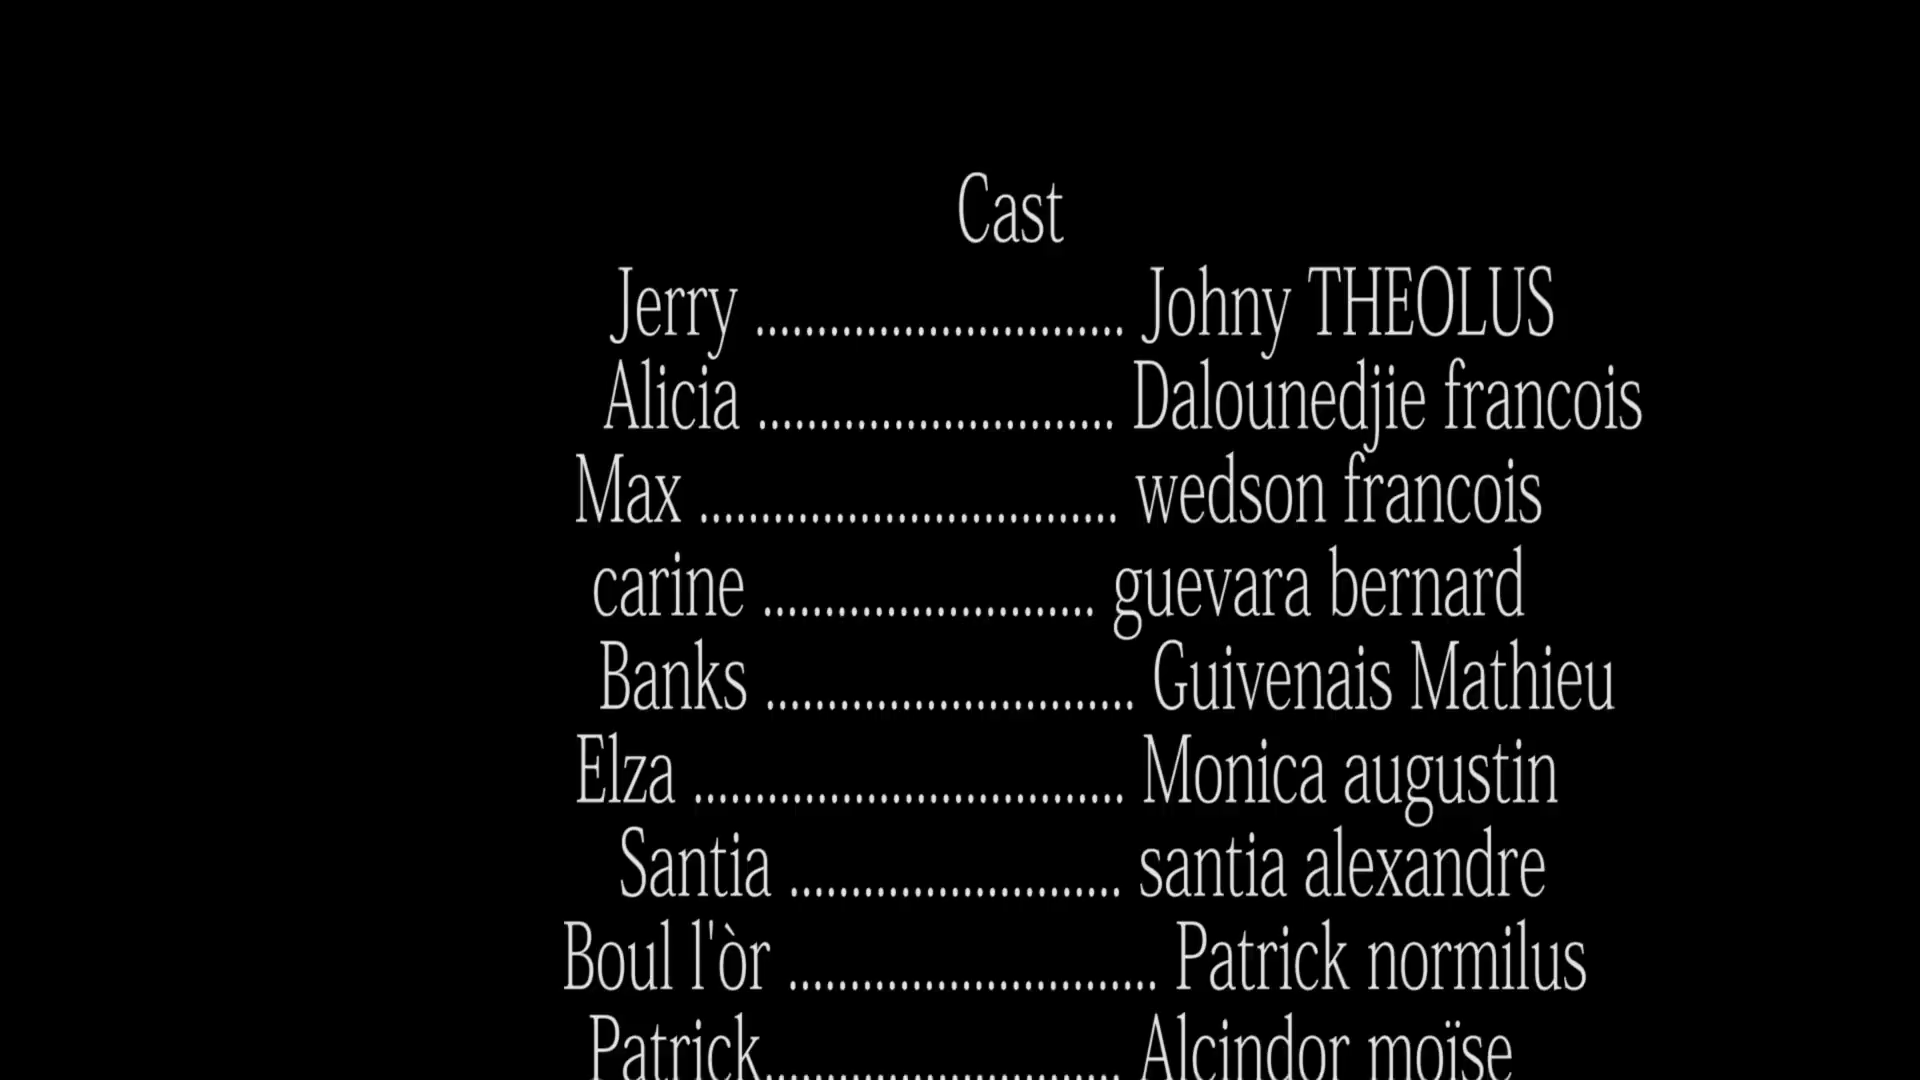 Cast
Jerry .............................. Johny THEOLUS
Alicia ............................. Dalounedjie francois
Max .................................. wedson francois
carine ........................... guevara bernard
Banks .............................. Guivenais Mathieu
Elza ................................... Monica augustin
Santia ........................... santia alexandre
Boul l'òr .............................. Patrick normilus
Patrick............................. Alcindor moïse